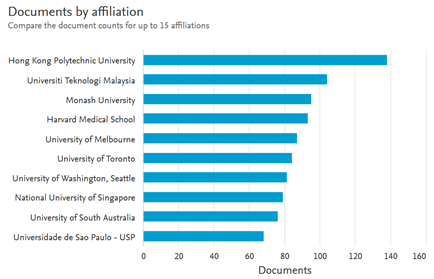 Documents by affiliation
Compare the document counts for up to 15 affiliations
Hong Kong Polytechnic University
Universiti Teknologi Malaysia
Monash University
Harvard Medical School
University of Melbourne
University of Toronto
University of Washington, Seattle
National University of Singapore
University of South Australia
Universidade de Sao Paulo - USP
0 20 40 60 80 100 120 140 160
Documents